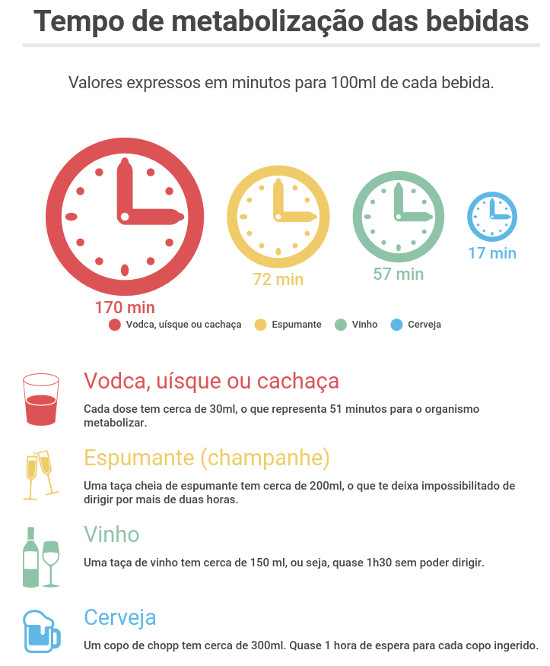 Tempo de metabolização das bebidas
Valores expressos em minutos para 100ml de cada bebida.
170 min
72 min
57 min
17 min
Vodca, uísque ou cachaça
Espumante
Vinho
Cerveja
Vodca, uísque ou cachaça
Cada dose tem cerca de 30ml, o que representa 51 minutos para o organismo
metabolizar.
Espumante (champanhe)
Uma taça cheia de espumante tem cerca de 200ml, o que te deixa impossibilitado de
dirigir por mais de duas horas.
Vinho
Uma taça de vinho tem cerca de 150 ml, ou seja, quase 1h30 sem poder dirigir.
Cerveja
Um copo de chopp tem cerca de 300ml. Quase 1 hora de espera para cada copo ingerido.